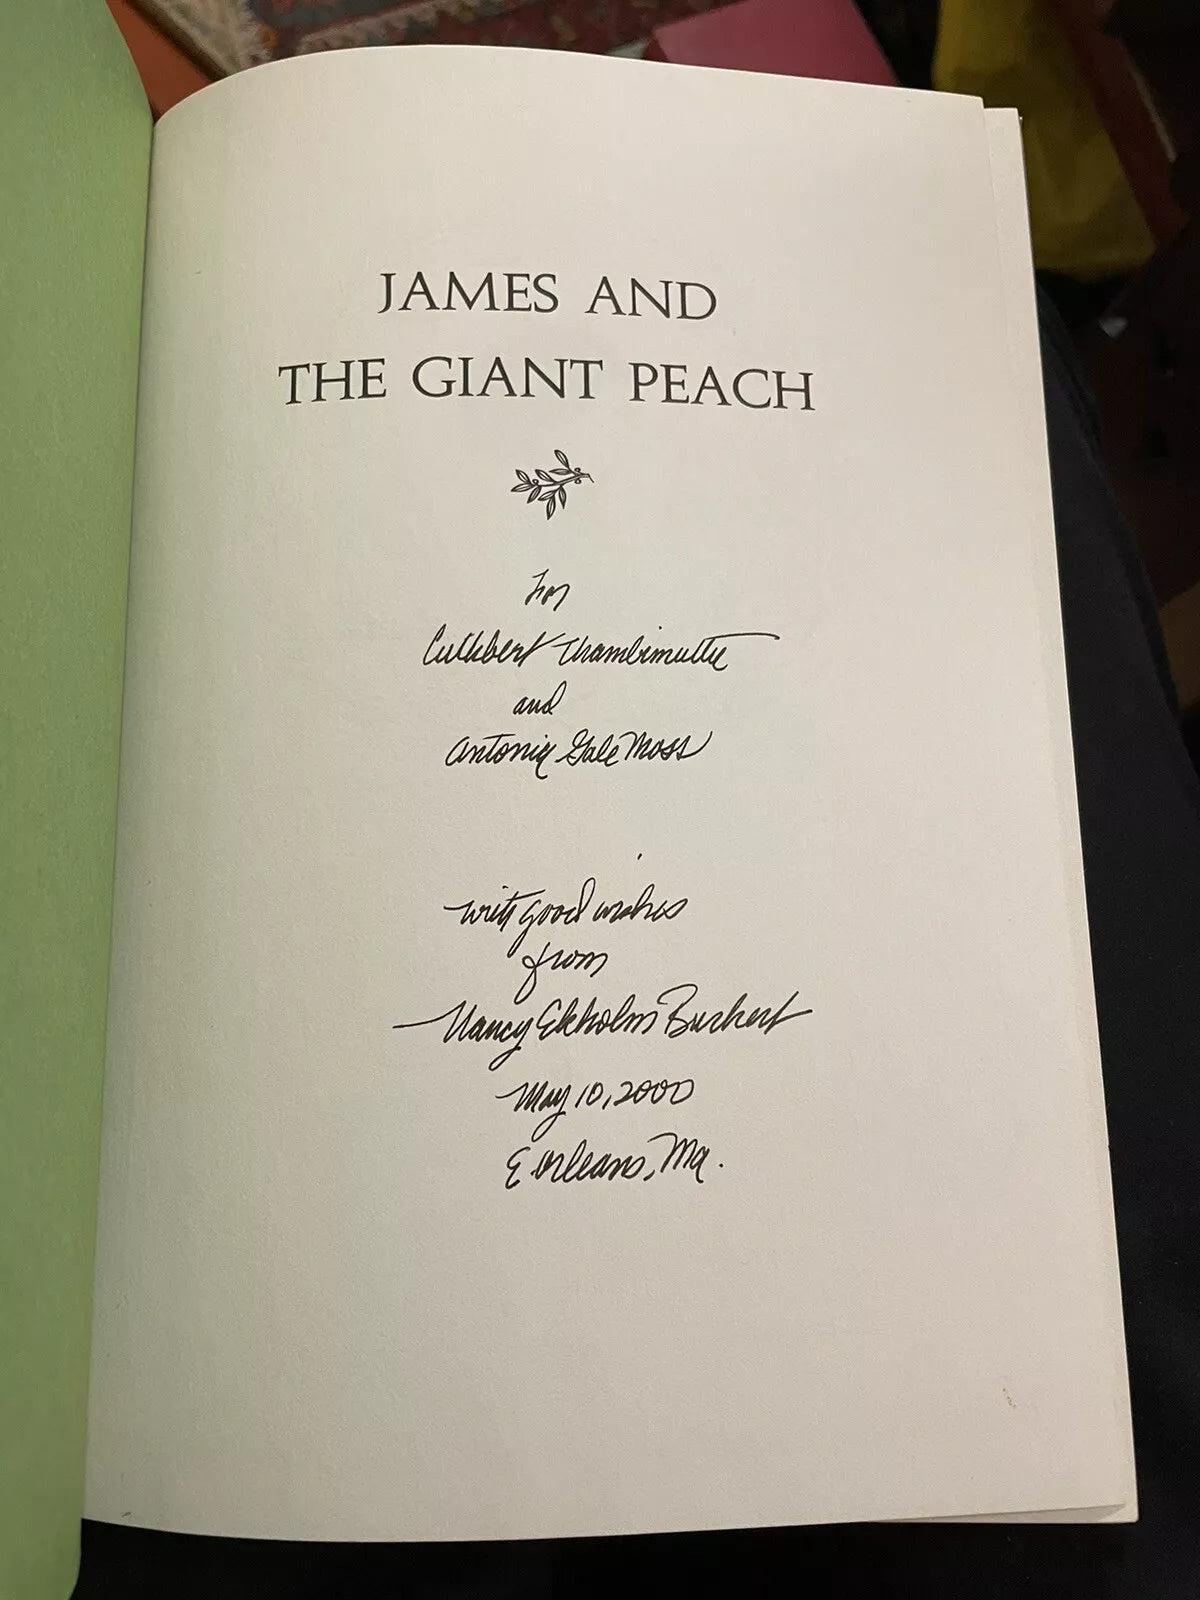 JAMES AND
THE GIANT PEACH
For
Cuthbert Thambimuttu
and
Antonia Gale Moss
with good wishes
from
Nancy Ekholm Burkert
May 10, 2000
E Orleans, Ma.